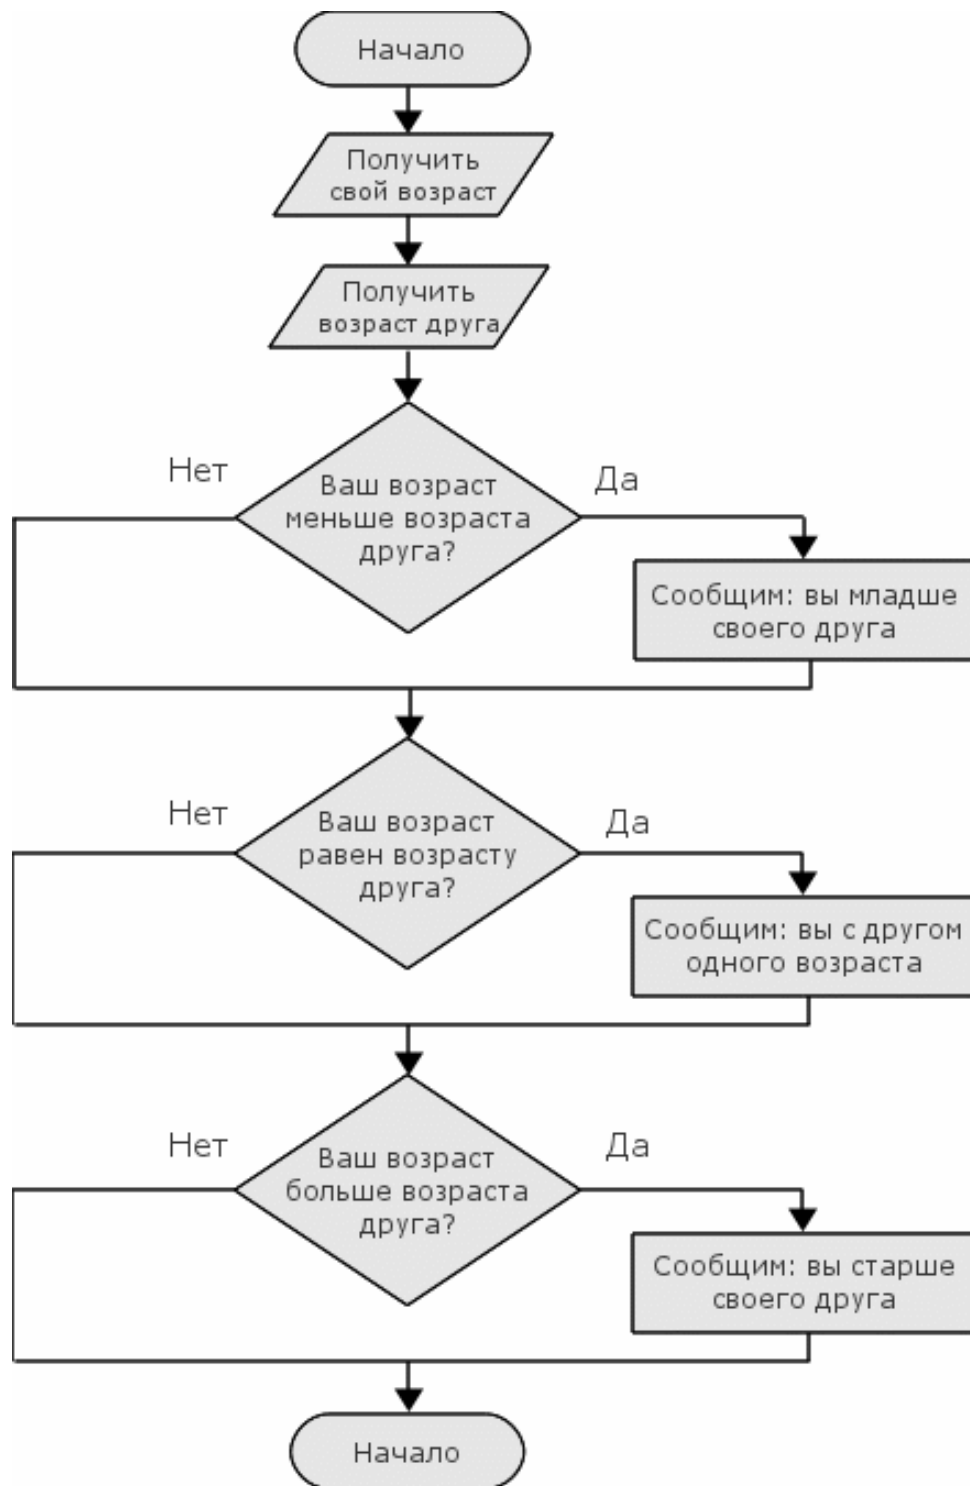 Начало
Получить
свой возраст
Получить
возраст друга
Нет
Да
Ваш возраст
меньше возраста
друга?
Сообщим: вы младше
своего друга
Нет
Да
Ваш возраст
равен возрасту
друга?
Сообщим: вы с другом
одного возраста
Нет
Да
Ваш возраст
больше возраста
друга?
Сообщим: вы старше
своего друга
Начало